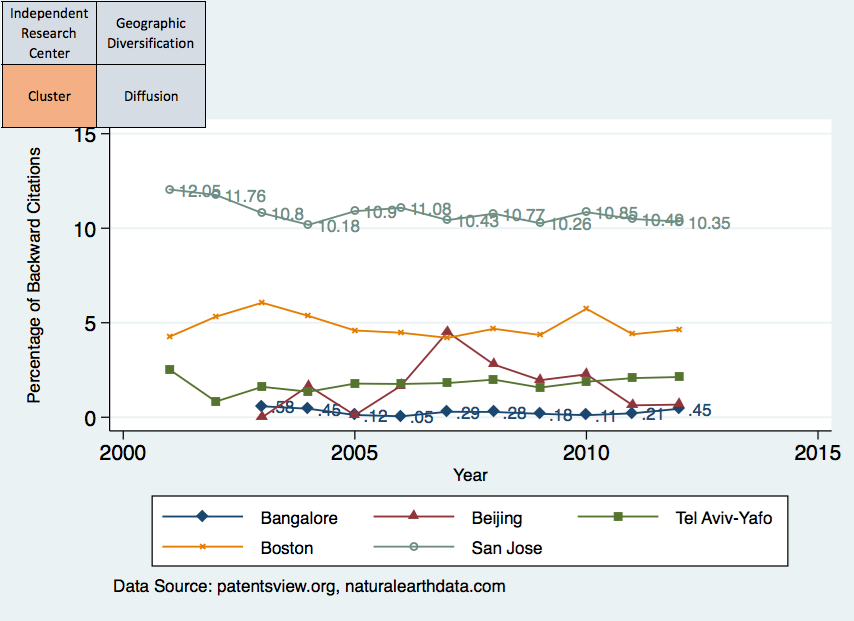 Independent
Research
Center
Geographic
Diversification
Cluster
Diffusion
Percentage of Backward Citations
15
10
5
0
12.05
11.76
10.8
10.18
10.9
11.08
10.43
10.77
10.26
10.85
10.49
10.35
.58
.45
.12
.05
.29
.28
.18
.11
.21
.45
2000
2005
2010
2015
Year
Bangalore
Beijing
Tel Aviv-Yafo
Boston
San Jose
Data Source: patentsview.org, naturalearthdata.com